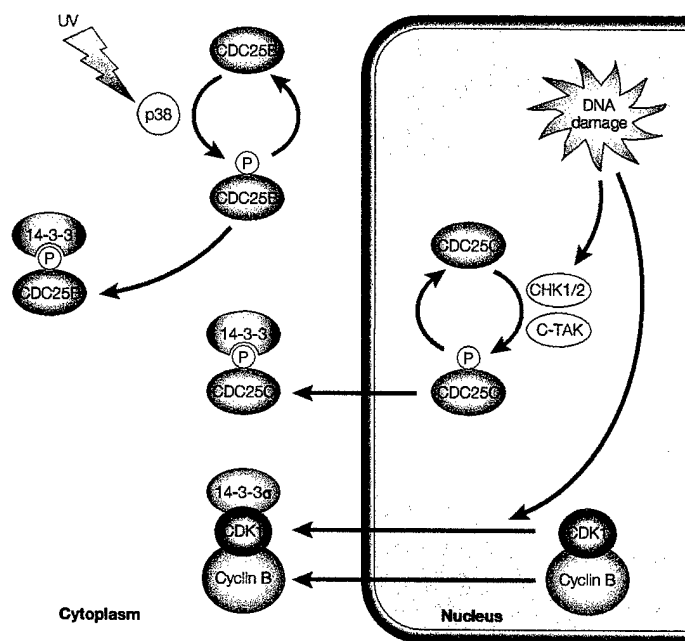 UV
p38
CDC25B
P
CDC25B
14-3-3
P
CDC25B
DNA
damage
CDC25C
CHK1/2
C-TAK
P
CDC25C
14-3-3
P
CDC25C
14-3-3σ
CDK1
Cyclin B
CDK1
Cyclin B
Cytoplasm
Nucleus